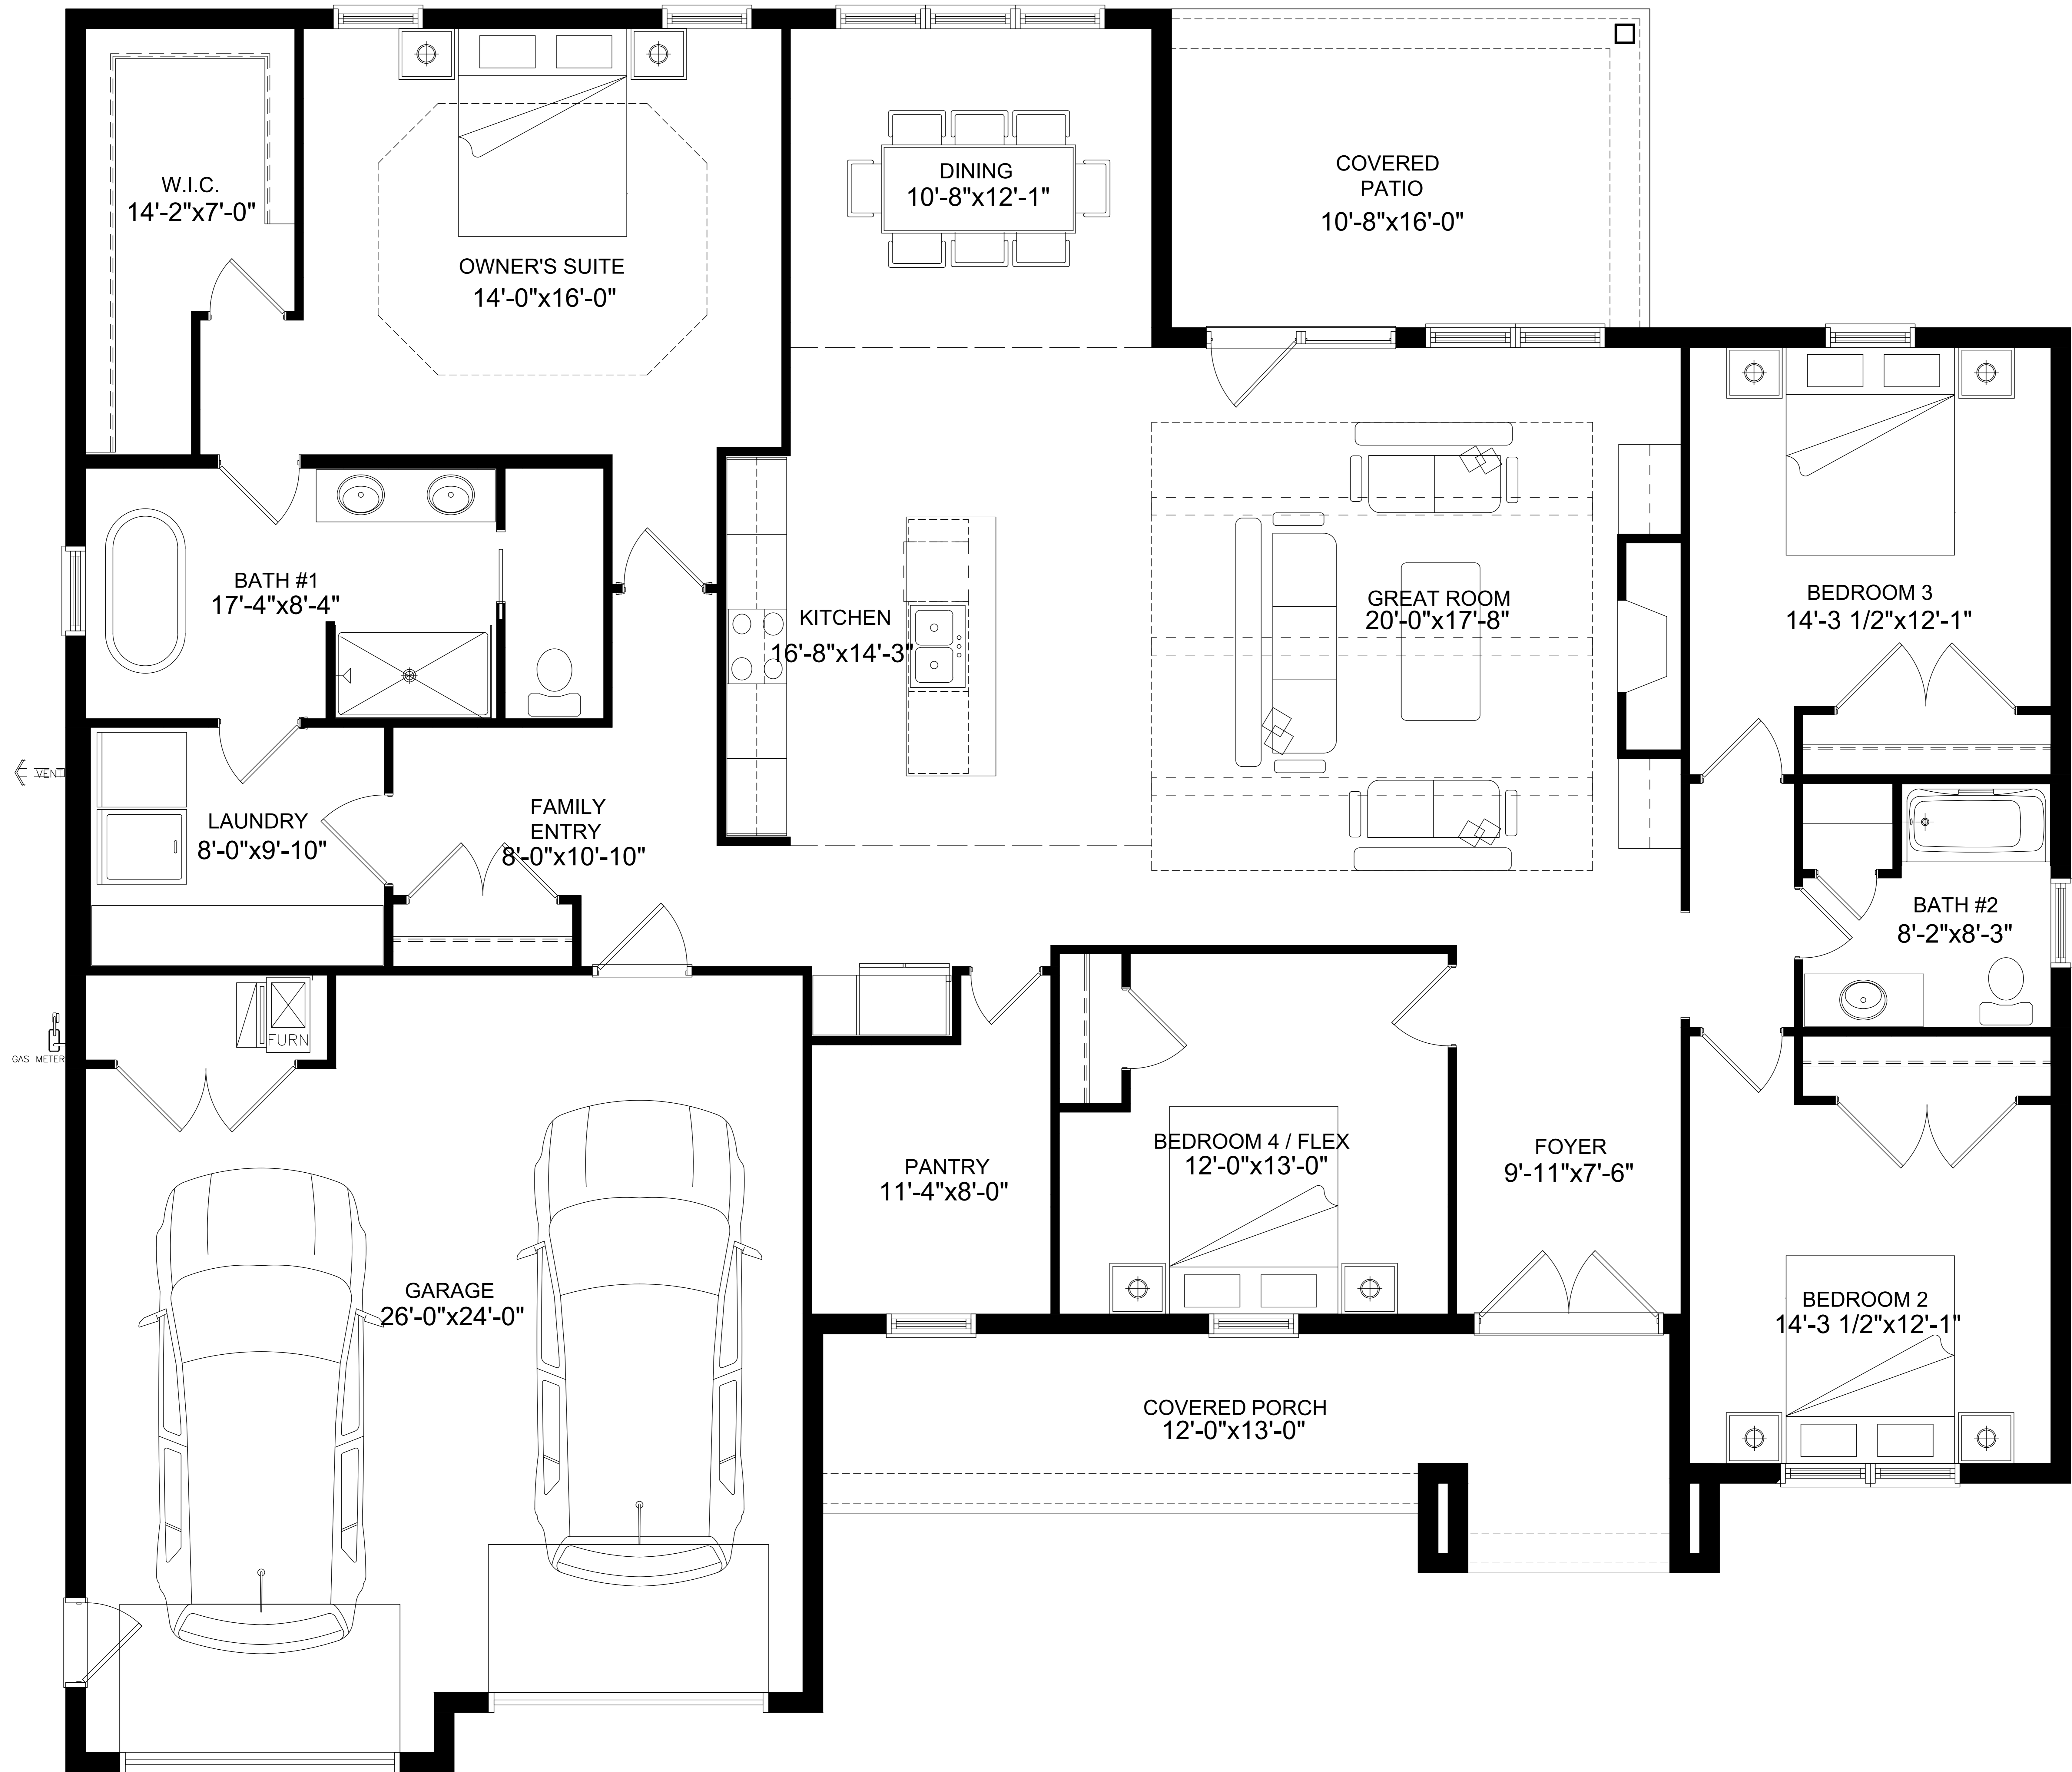 W.I.C.
14'-2"x7'-0"
OWNER'S SUITE
14'-0"x16'-0"
DINING
10'-8"x12'-1"
COVERED
PATIO
10'-8"x16'-0"
BATH #1
17'-4"x8'-4"
KITCHEN
16'-8"x14'-3"
GREAT ROOM
20'-0"x17'-8"
BEDROOM 3
14'-3 1/2"x12'-1"
VENT
LAUNDRY
8'-0"x9'-10"
FAMILY
ENTRY
8'-0"x10'-10"
BATH #2
8'-2"x8'-3"
FURN
GAS METER
PANTRY
11'-4"x8'-0"
BEDROOM 4 / FLEX
12'-0"x13'-0"
FOYER
9'-11"x7'-6"
GARAGE
26'-0"x24'-0"
BEDROOM 2
14'-3 1/2"x12'-1"
COVERED PORCH
12'-0"x13'-0"